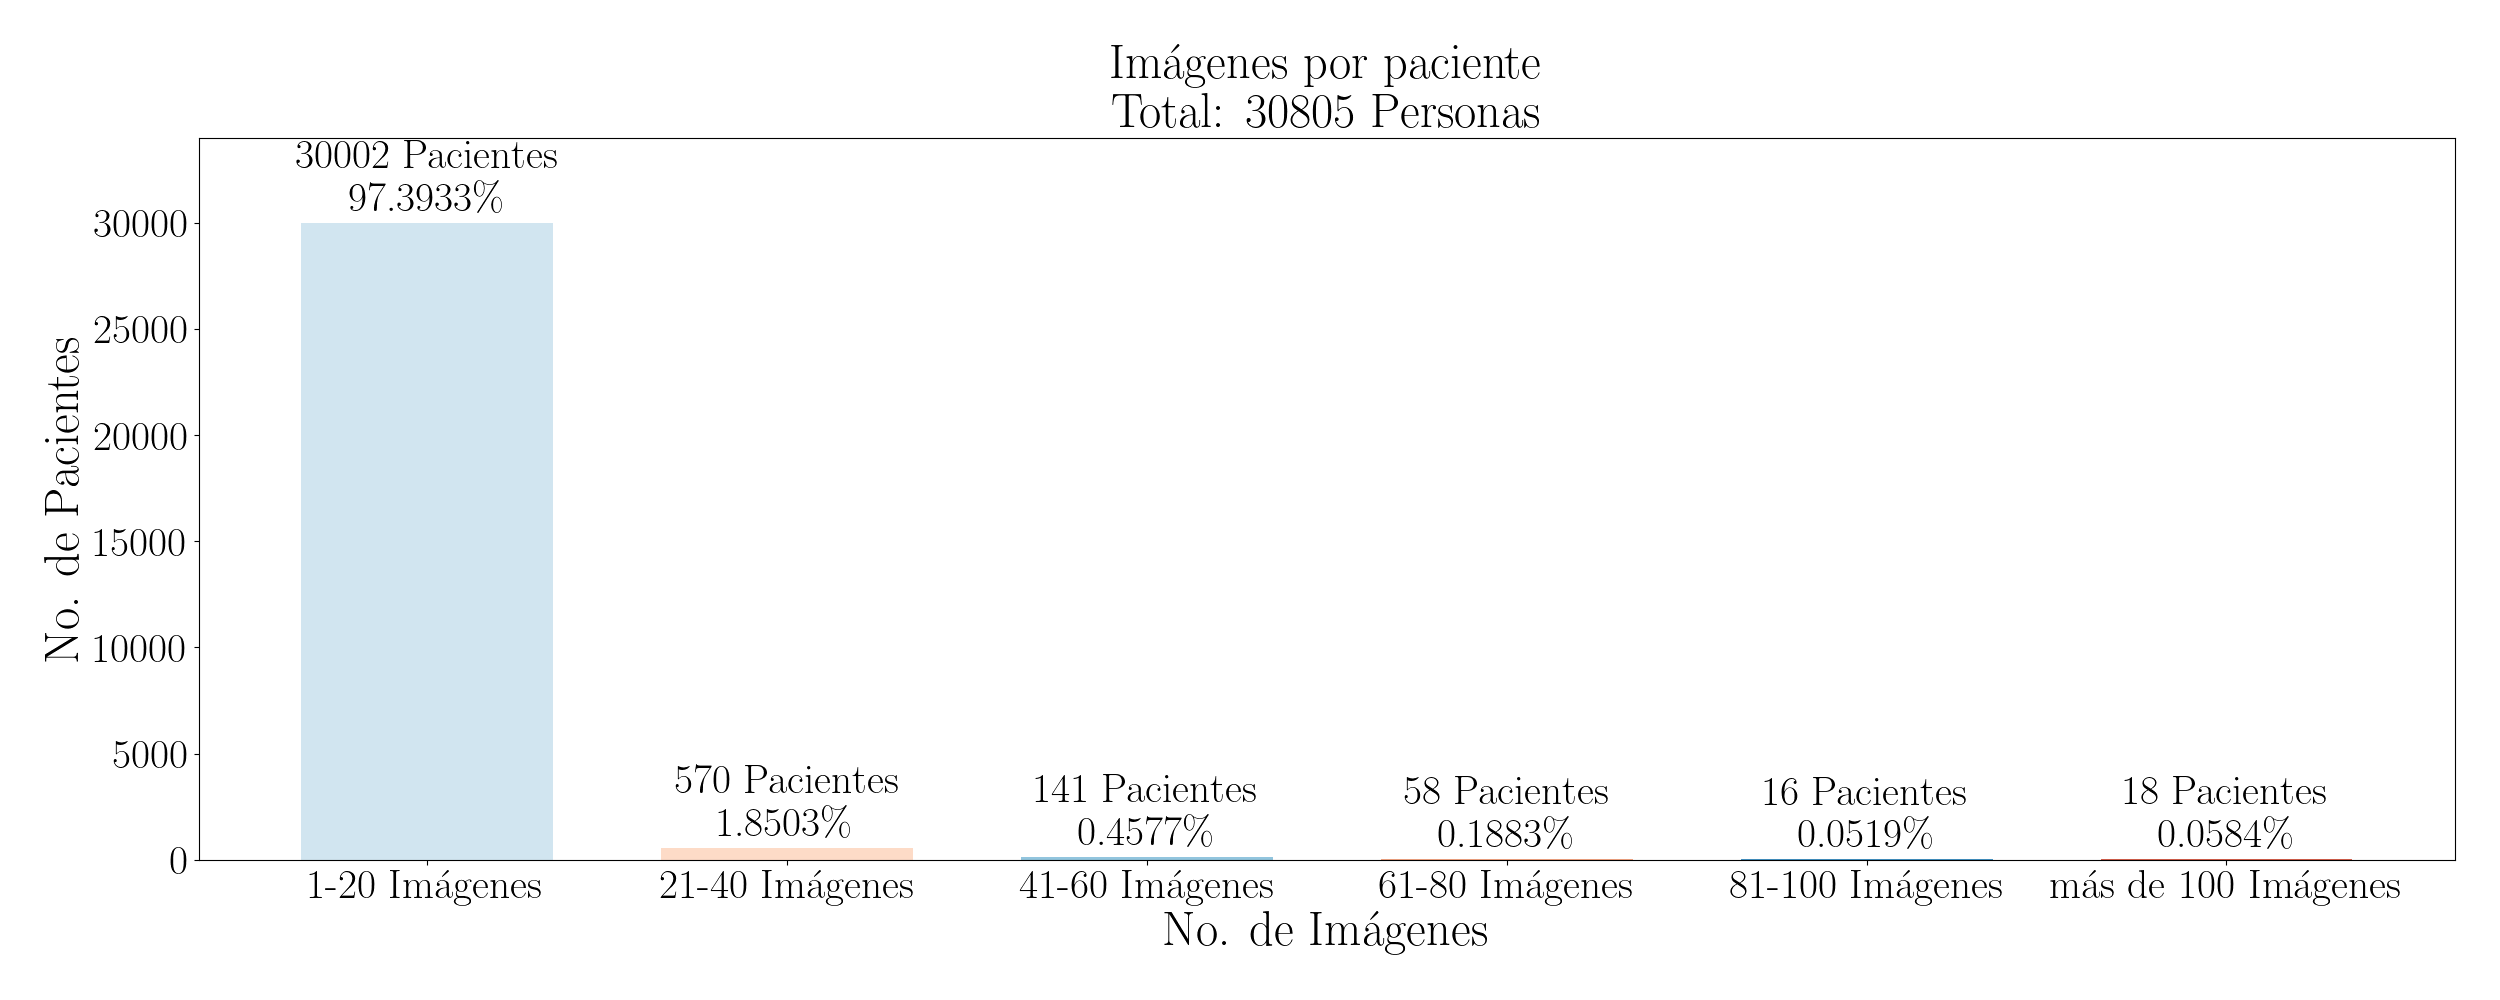 Imágenes por paciente
Total: 30805 Personas
30002 Pacientes
97.3933%
30000
25000
20000
15000
10000
5000
0
No. de Pacientes
570 Pacientes
1.8503%
141 Pacientes
0.4577%
58 Pacientes
0.1883%
16 Pacientes
0.0519%
18 Pacientes
0.0584%
1-20 Imágenes
21-40 Imágenes
41-60 Imágenes
61-80 Imágenes
81-100 Imágenes
más de 100 Imágenes
No. de Imágenes